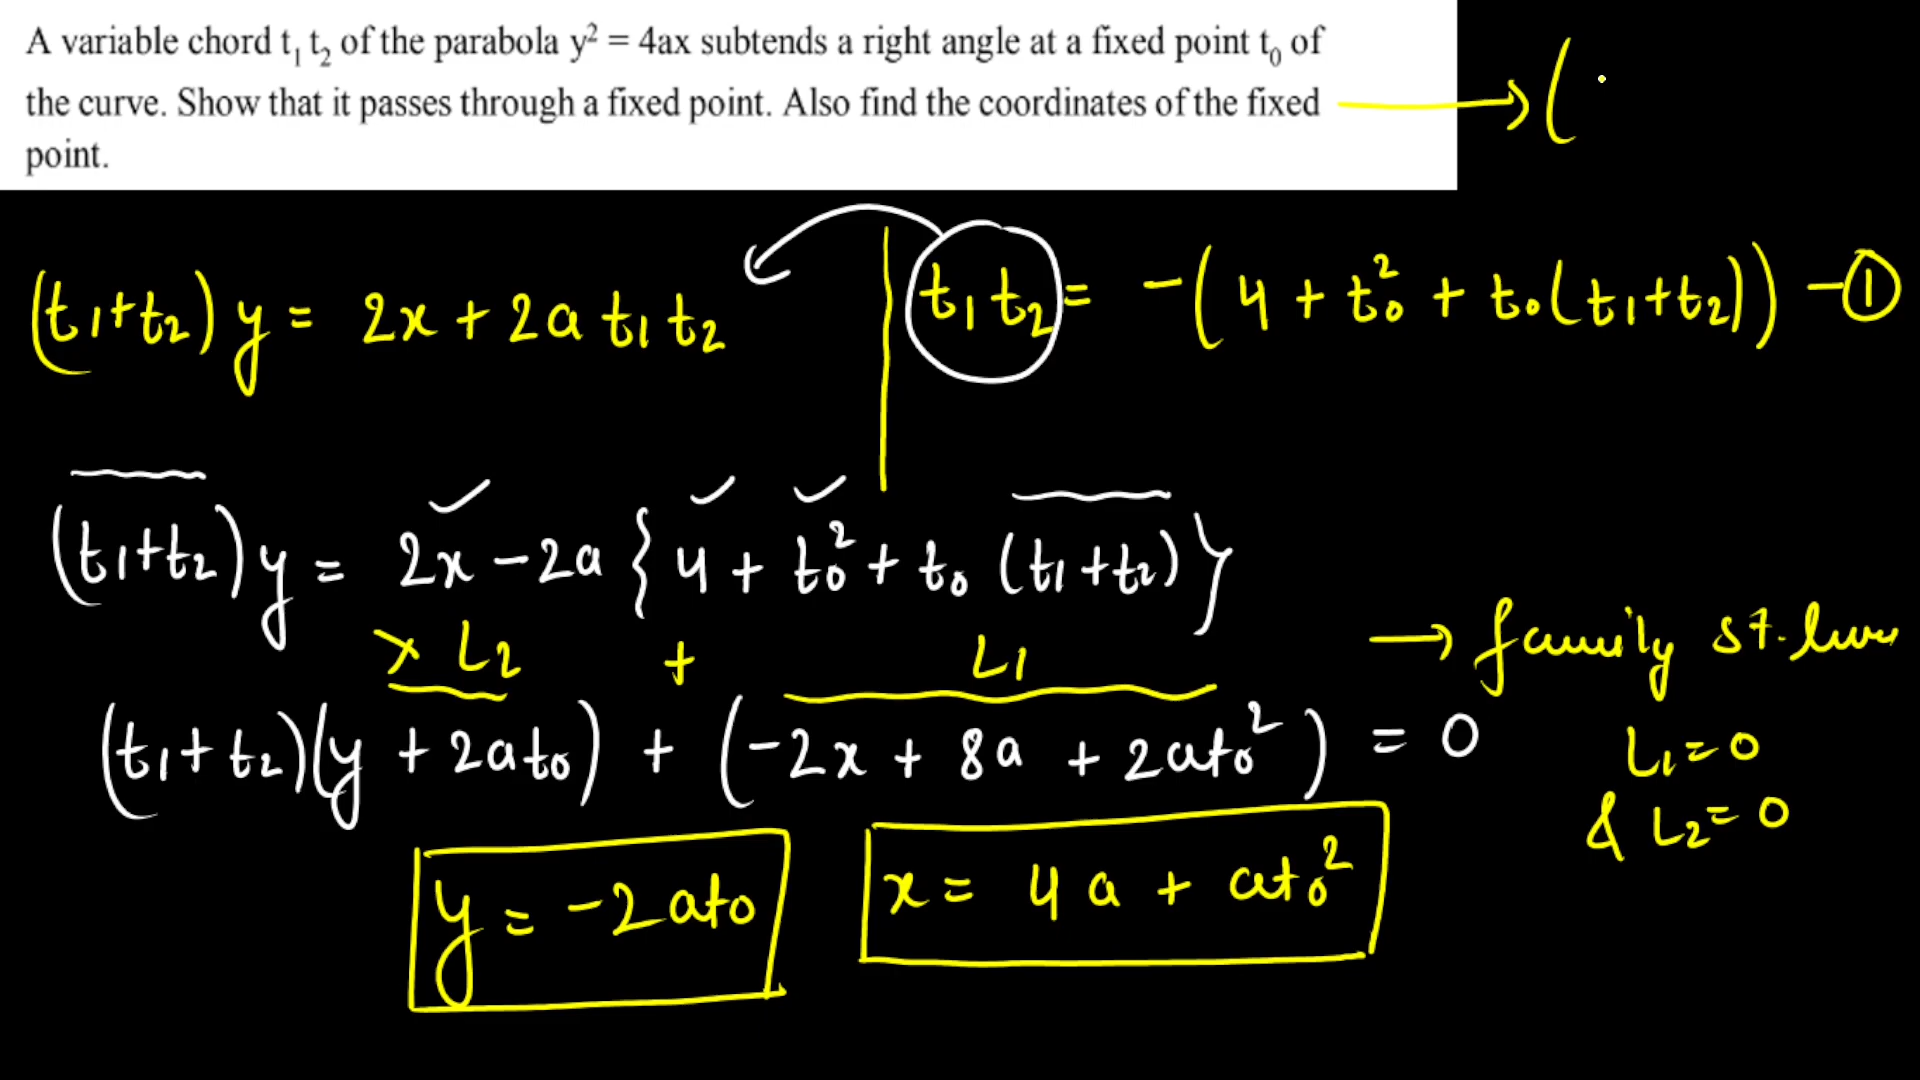 A variable chord t₁ t₂ of the parabola y² = 4ax subtends a right angle at a fixed point t₀ of
the curve. Show that it passes through a fixed point. Also find the coordinates of the fixed
point.
→ (
(t₁+t₂) y = 2x + 2a t₁ t₂
t₁ t₂ = -(4 + t₀² + t₀(t₁+t₂)) -①
(t₁+t₂) y = 2x - 2a {4 + t₀² + t₀ (t₁+t₂)}
× L₂ + L₁
→ family st. lines
(t₁+t₂)(y + 2at₀) + (-2x + 8a + 2at₀²) = 0
L₁ = 0
& L₂ = 0
y = -2at₀
x = 4a + at₀²